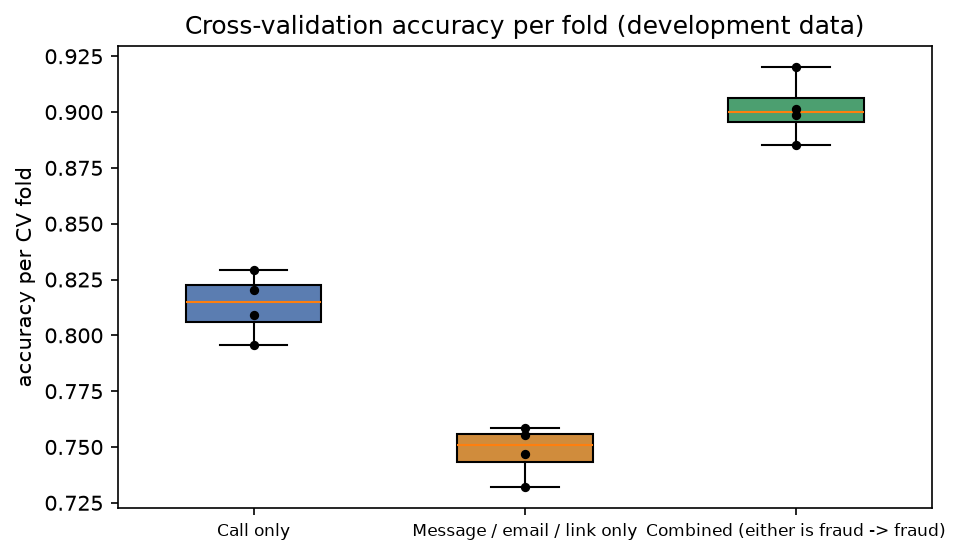 Cross-validation accuracy per fold (development data)
accuracy per CV fold
0.925
0.900
0.875
0.850
0.825
0.800
0.775
0.750
0.725
Call only
Message / email / link only
Combined (either is fraud -> fraud)